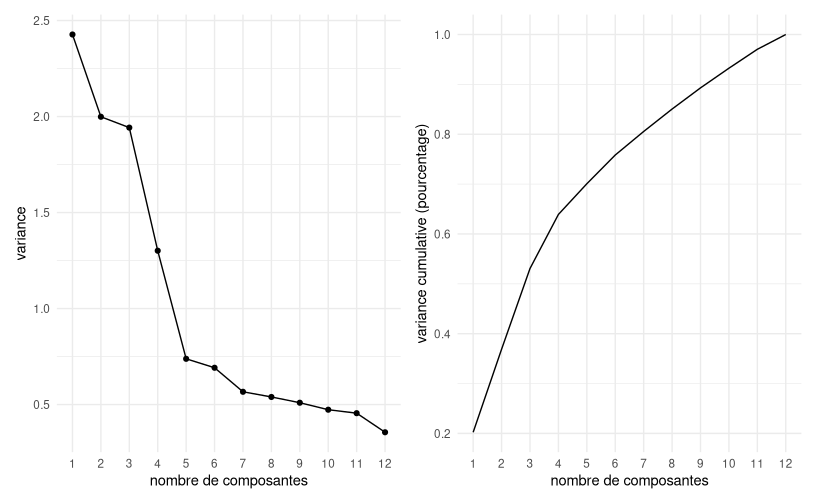 2.5
2.0
1.5
1.0
0.5
variance
1 2 3 4 5 6 7 8 9 10 11 12
nombre de composantes
1.0
0.8
0.6
0.4
0.2
variance cumulative (pourcentage)
1 2 3 4 5 6 7 8 9 10 11 12
nombre de composantes